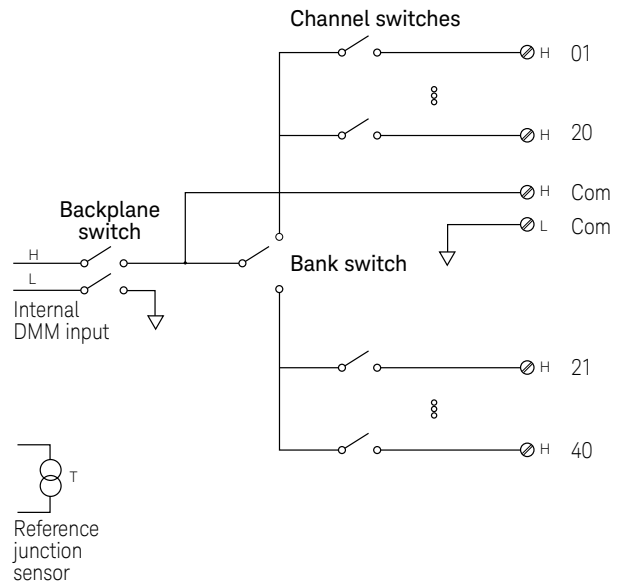 Channel switches
H 01
H 20
H Com
L Com
Backplane
switch
H
L
Internal
DMM input
Bank switch
H 21
H 40
T
Reference
junction
sensor